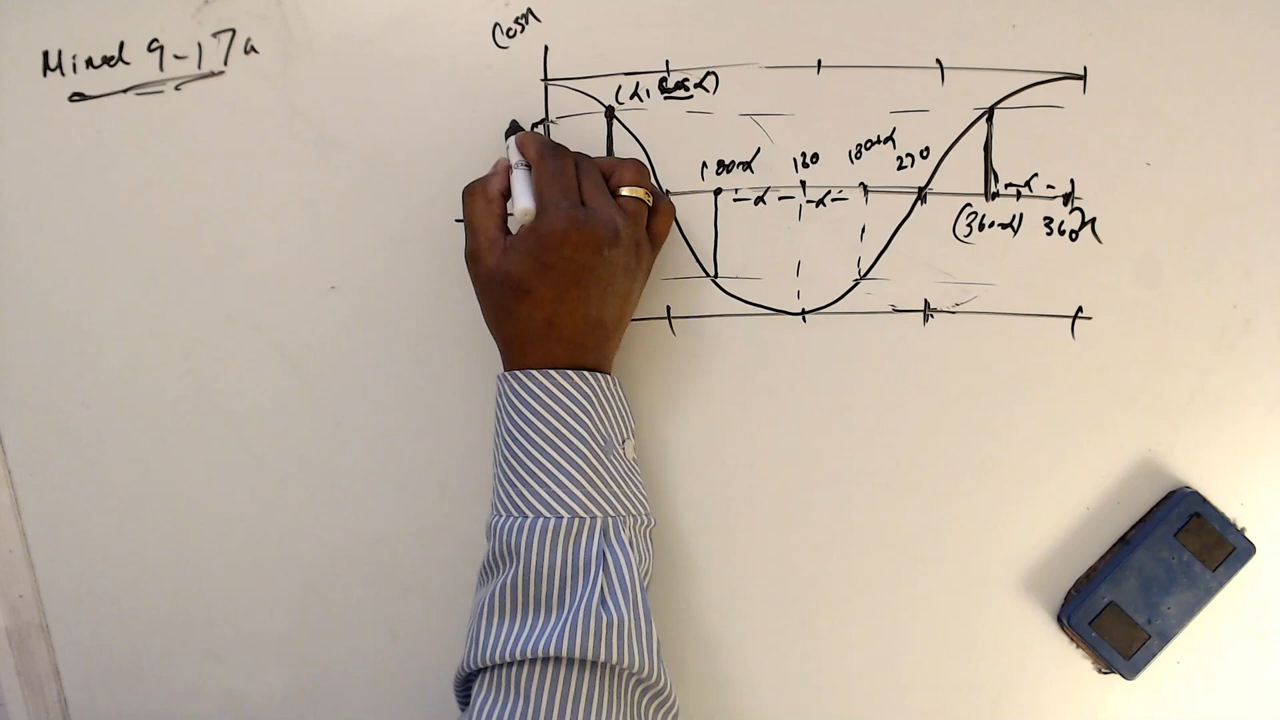 Mixed 9-17a
Cosx
(α, cosα)
180-α
180
180+α
270
-α-
-α-
-α-
(360-α)
360
x